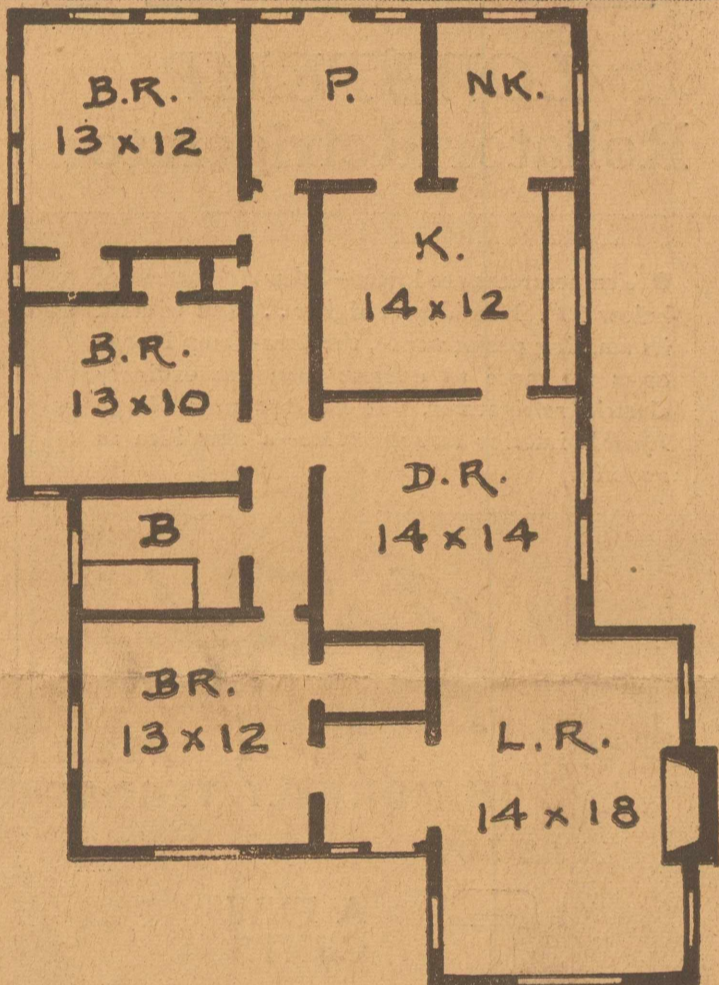 B.R.
13 x 12
P.
NK.
K.
14 x 12
B.R.
13 x 10
D.R.
14 x 14
B
BR.
13 x 12
L.R.
14 x 18